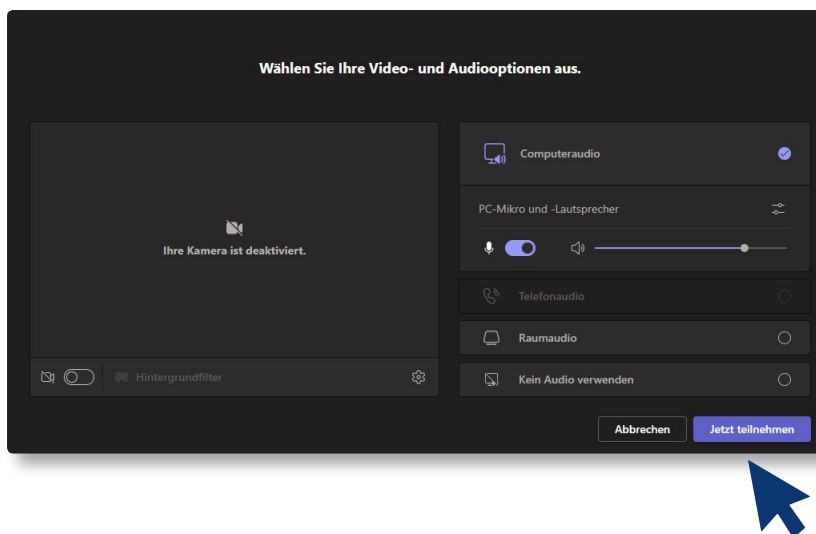 Wählen Sie Ihre Video- und Audiooptionen aus.
Computeraudio
PC-Mikro und -Lautsprecher
Ihre Kamera ist deaktiviert.
Telefonaudio
Raumaudio
Hintergrundfilter
Kein Audio verwenden
Abbrechen
Jetzt teilnehmen